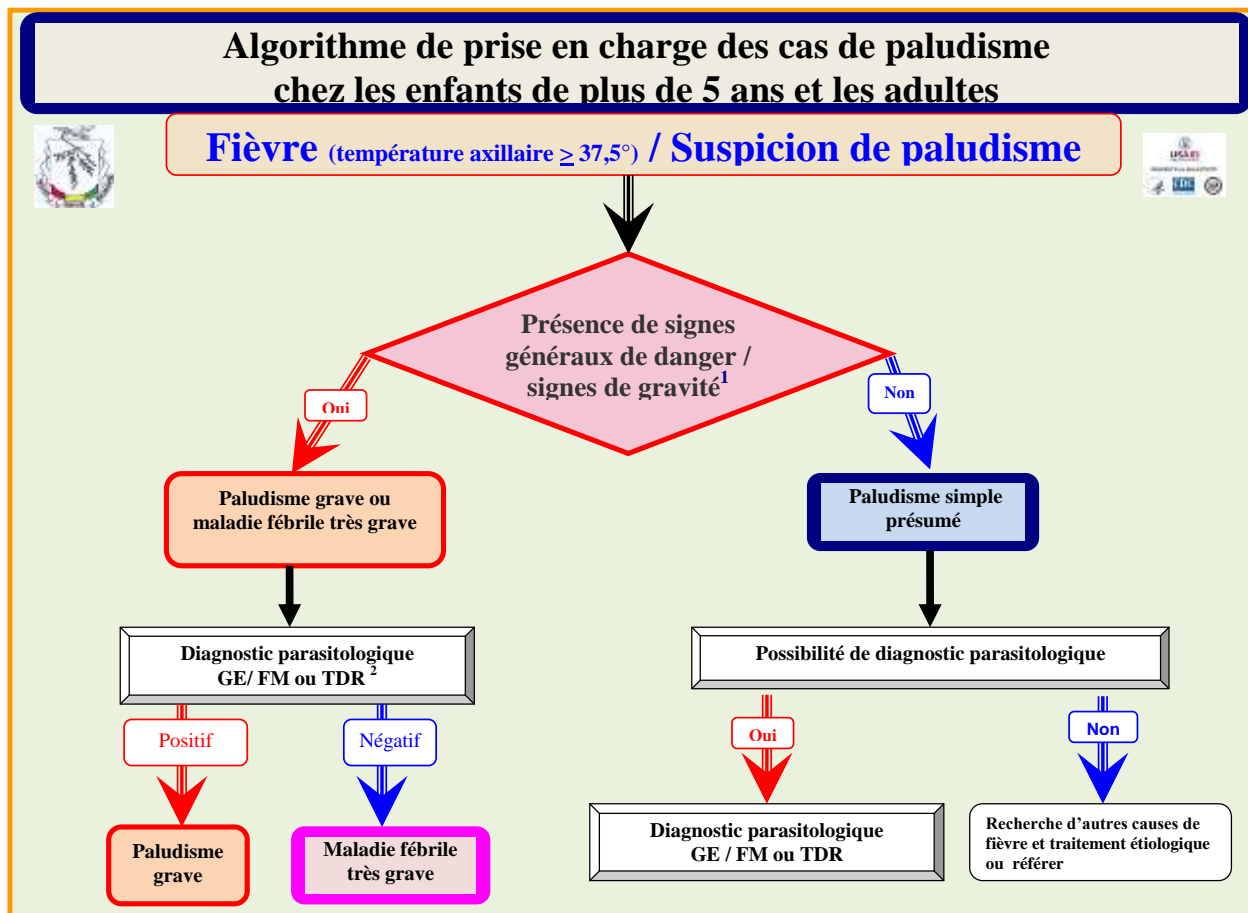 Algorithme de prise en charge des cas de paludisme
chez les enfants de plus de 5 ans et les adultes
Fièvre (température axillaire ≥ 37,5°) / Suspicion de paludisme
USAID
CDC
Présence de signes
généraux de danger /
signes de gravité¹
Oui
Non
Paludisme grave ou
maladie fébrile très grave
Paludisme simple
présumé
Diagnostic parasitologique
GE/ FM ou TDR ²
Possibilité de diagnostic parasitologique
Positif
Négatif
Oui
Non
Paludisme
grave
Maladie fébrile
très grave
Diagnostic parasitologique
GE / FM ou TDR
Recherche d’autres causes de
fièvre et traitement étiologique
ou référer